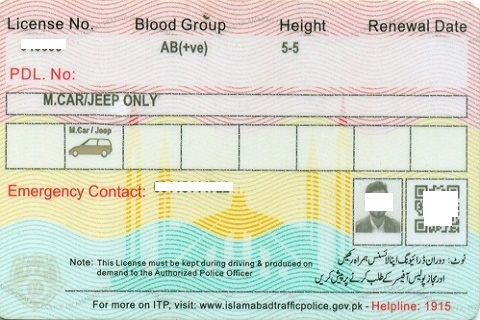 License No. Blood Group Height Renewal Date
AB(+ve) 5-5
PDL. No:
M.CAR/JEEP ONLY
M.Car / Jeep
Emergency Contact:
Note: This License must be kept during driving & produced on
demand to the Authorized Police Officer
نوٹ: دوران ڈرائیونگ اپنا لائسنس ہمراہ رکھیں
اور مجاز پولیس آفیسر کے طلب کرنے پر پیش کریں
For more on ITP, visit: www.islamabadtrafficpolice.gov.pk - Helpline: 1915